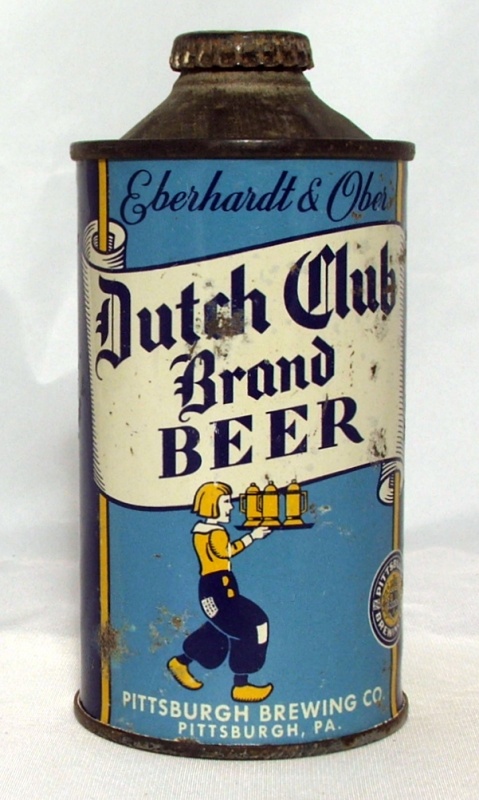 Eberhardt & Ober
Dutch Club
Brand
BEER
PITTSBURGH BREWING CO.
PITTSBURGH, PA.